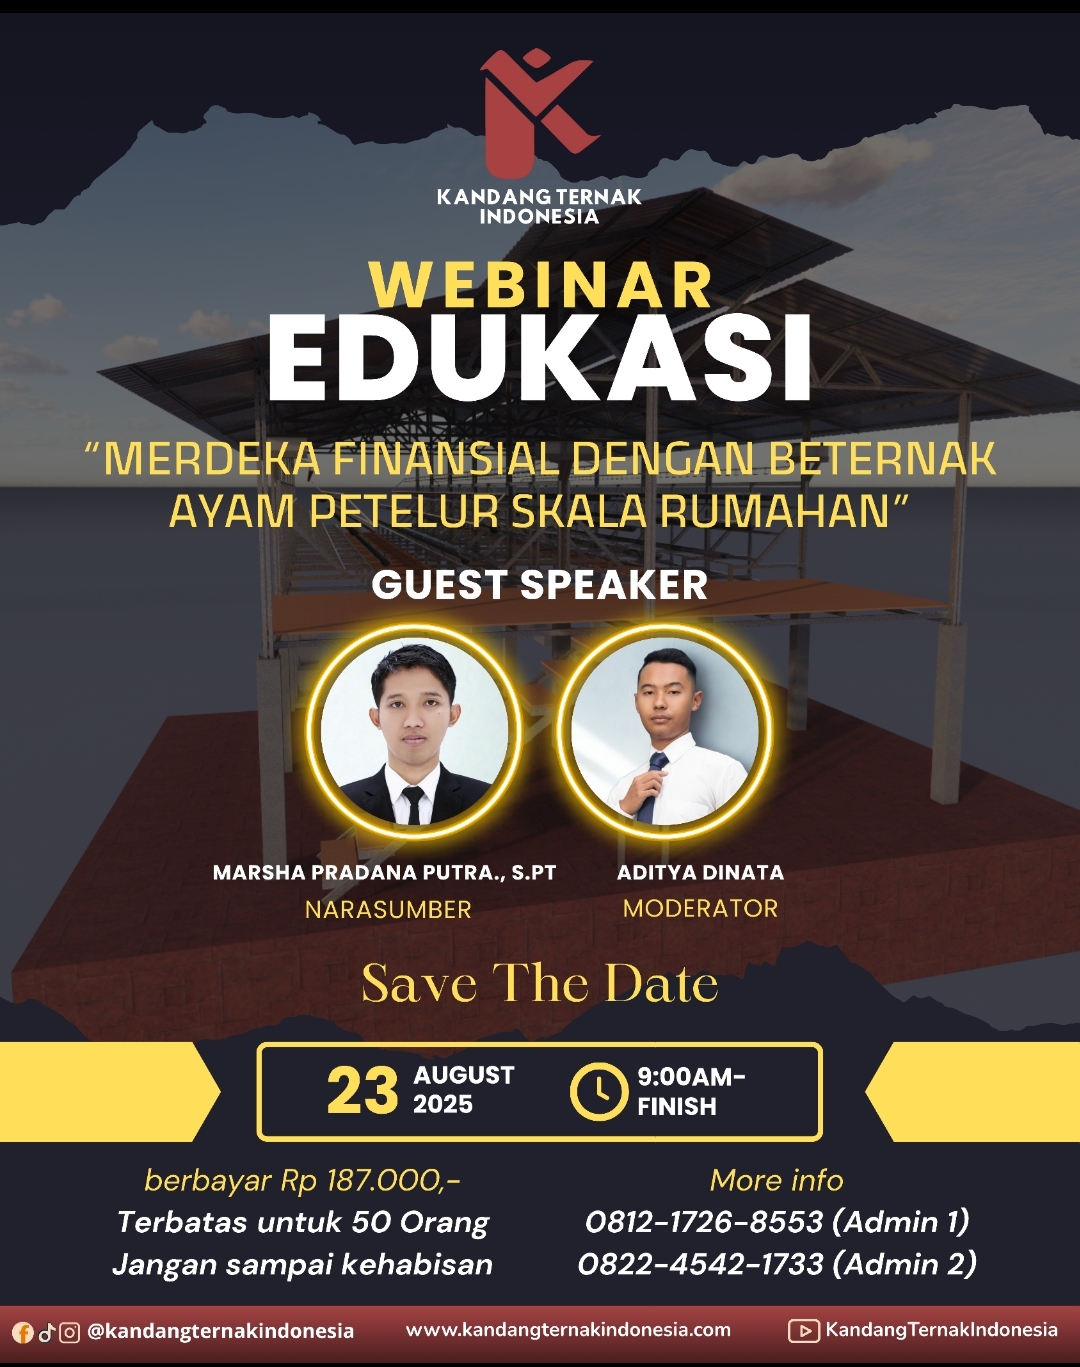 KANDANG TERNAK
INDONESIA
WEBINAR
EDUKASI
“MERDEKA FINANSIAL DENGAN BETERNAK
AYAM PETELUR SKALA RUMAHAN”
GUEST SPEAKER
MARSHA PRADANA PUTRA., S.PT
NARASUMBER
ADITYA DINATA
MODERATOR
Save The Date
23
AUGUST
2025
9:00AM-
FINISH
berbayar Rp 187.000,-
Terbatas untuk 50 Orang
Jangan sampai kehabisan
More info
0812-1726-8553 (Admin 1)
0822-4542-1733 (Admin 2)
@kandangternakindonesia
www.kandangternakindonesia.com
KandangTernakIndonesia